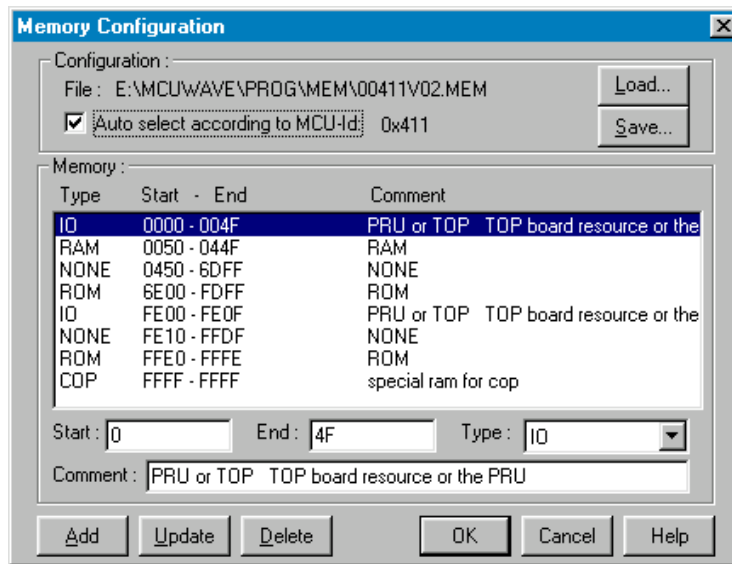 Memory Configuration
Configuration :
File : E:\MCUWAVE\PROG\MEM\00411V02.MEM
Load...
Auto select according to MCU-Id: 0x411
Save...
Memory :
Type Start - End Comment
IO 0000 - 004F PRU or TOP TOP board resource or the
RAM 0050 - 044F RAM
NONE 0450 - 6DFF NONE
ROM 6E00 - FDFF ROM
IO FE00 - FE0F PRU or TOP TOP board resource or the
NONE FE10 - FFDF NONE
ROM FFE0 - FFFE ROM
COP FFFF - FFFF special ram for cop
Start : 0 End : 4F Type : IO
Comment : PRU or TOP TOP board resource or the PRU
Add Update Delete OK Cancel Help